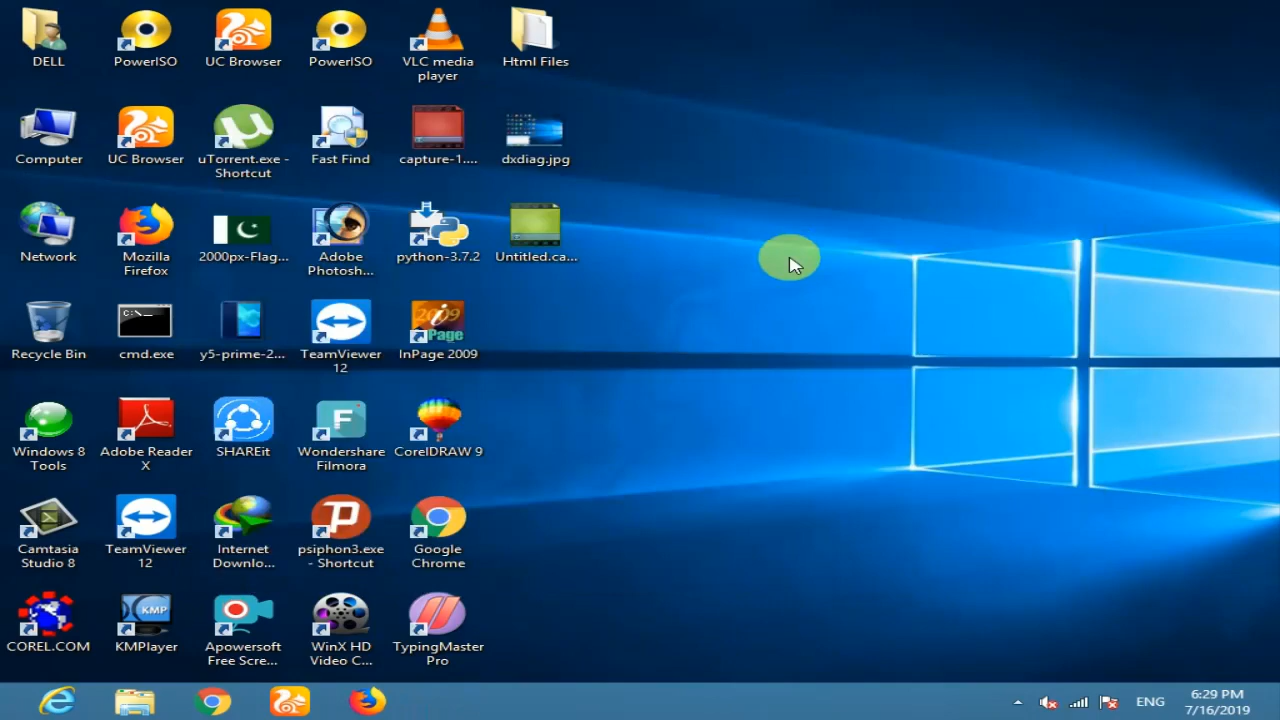 DELL
PowerISO
UC Browser
PowerISO
VLC media
player
Html Files
Computer
UC Browser
uTorrent.exe -
Shortcut
Fast Find
capture-1....
dxdiag.jpg
Network
Mozilla
Firefox
2000px-Flag...
Adobe
Photosh...
python-3.7.2
Untitled.ca...
Recycle Bin
C:\_
cmd.exe
y5-prime-2...
TeamViewer
12
2009
iPage
InPage 2009
Windows 8
Tools
Adobe Reader
X
SHAREit
F
Wondershare
Filmora
CorelDRAW 9
Camtasia
Studio 8
TeamViewer
12
Internet
Downlo...
psiphon3.exe
- Shortcut
Google
Chrome
COREL.COM
KMP
KMPlayer
Apowersoft
Free Scre...
WinX HD
Video C...
TypingMaster
Pro
ENG
6:29 PM
7/16/2019